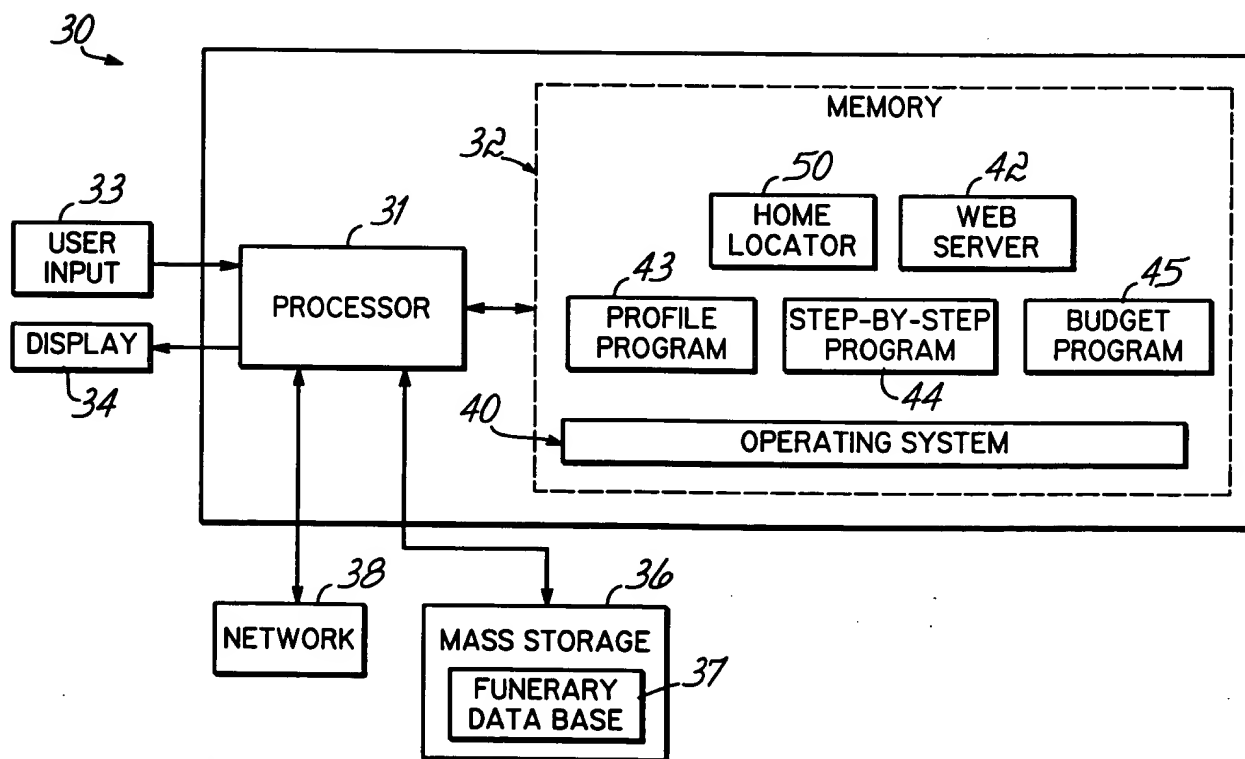 30
MEMORY
32
50
42
HOME
LOCATOR
WEB
SERVER
33
USER
INPUT
31
PROCESSOR
43
45
PROFILE
PROGRAM
STEP-BY-STEP
PROGRAM
BUDGET
PROGRAM
DISPLAY
34
44
40
OPERATING SYSTEM
38
NETWORK
36
MASS STORAGE
37
FUNERARY
DATA BASE